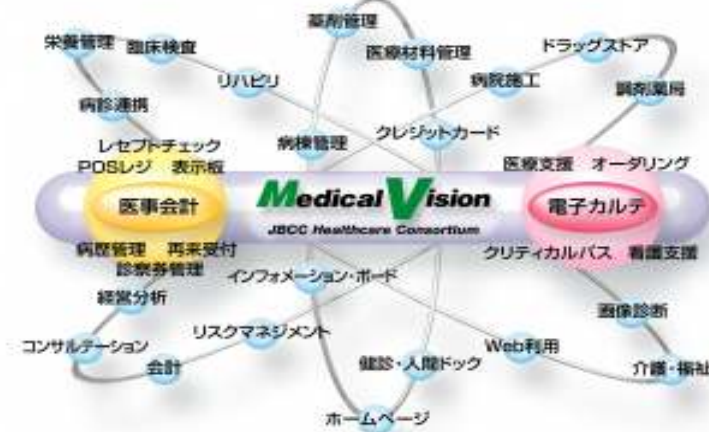 薬剤管理
栄養管理 臨床検査
医療材料管理
ドラッグストア
リハビリ
病院施工
調剤薬局
病診連携
病棟管理
クレジットカード
レセプトチェック
POSレジ 表示板
医療支援 オーダリング
医事会計
Medical Vision
電子カルテ
JBCC Healthcare Consortium
病歴管理 再来受付
診察券管理
クリティカルパス 看護支援
インフォメーション・ボード
経営分析
画像診断
リスクマネジメント
コンサルテーション
会計
健診・人間ドック
Web利用
介護・福祉
ホームページ